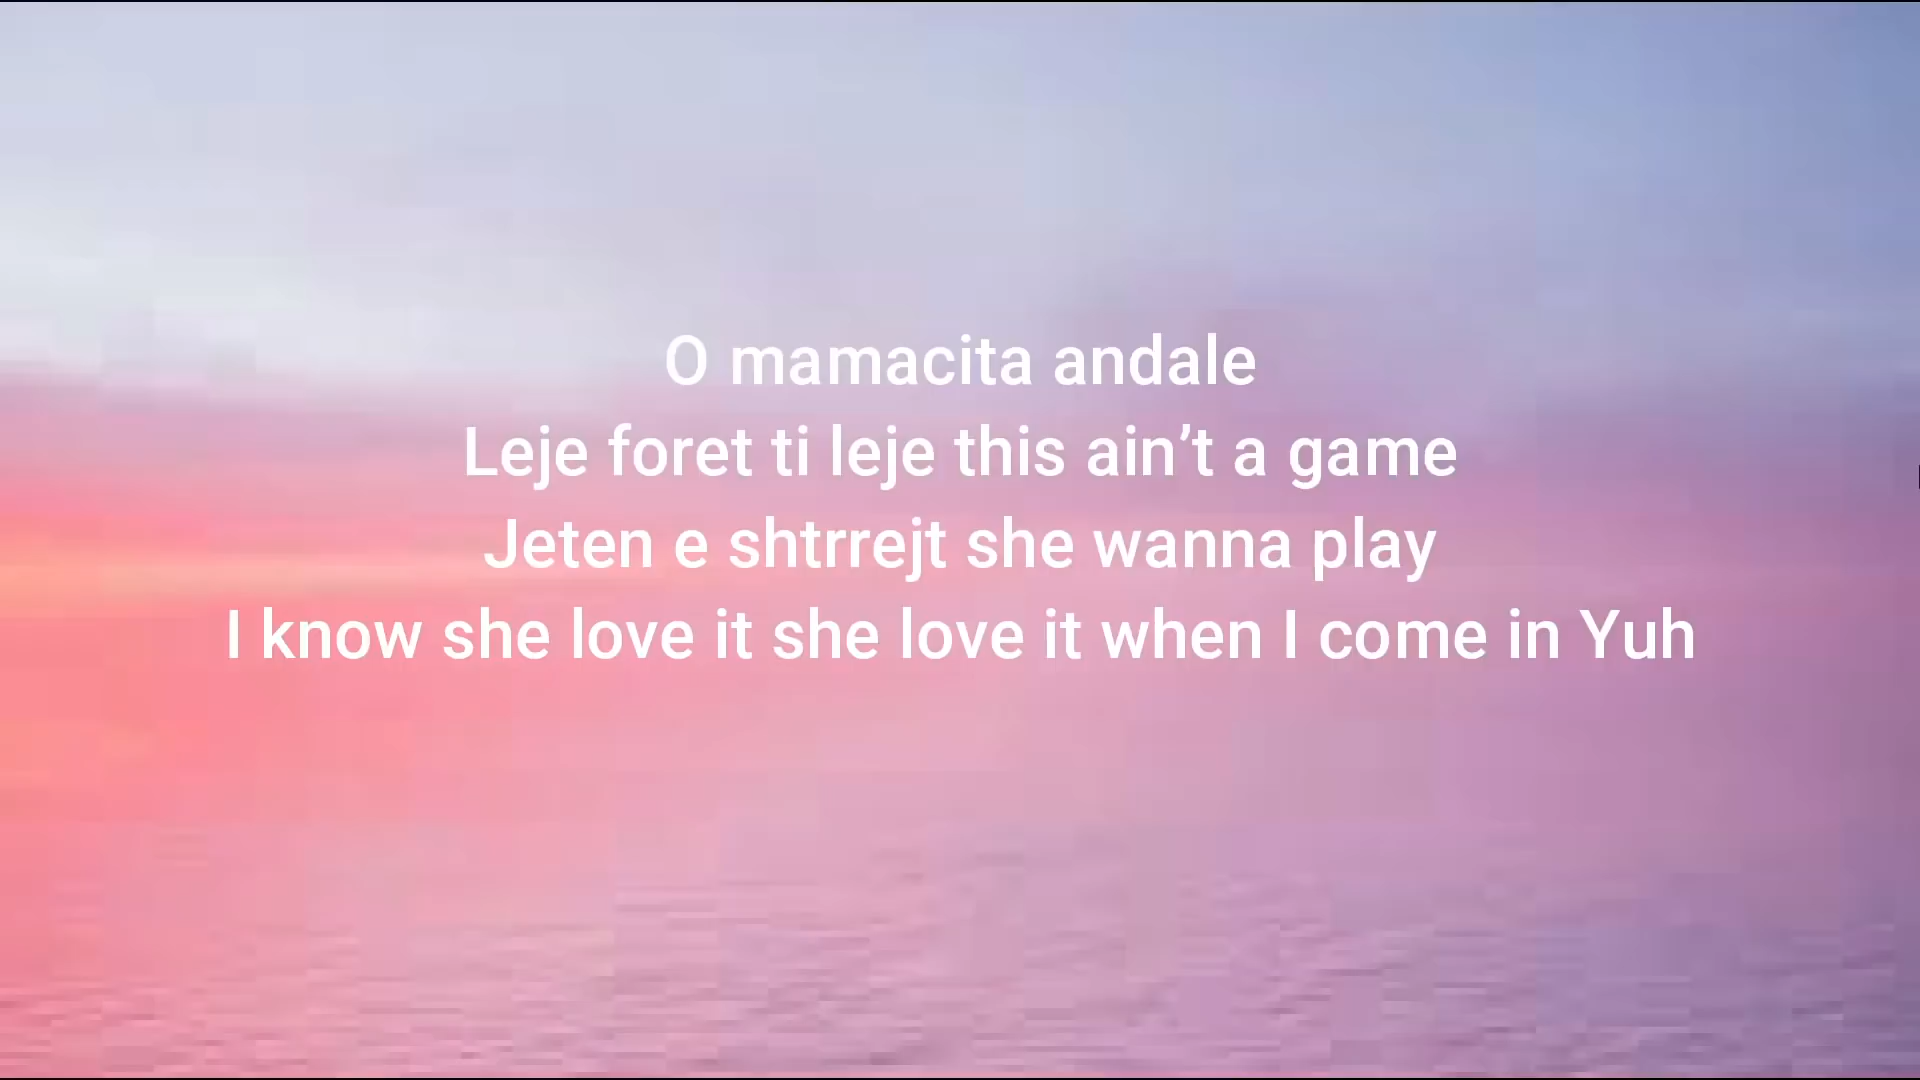 O mamacita andale
Leje foret ti leje this ain’t a game
Jeten e shtrrejt she wanna play
I know she love it she love it when I come in Yuh